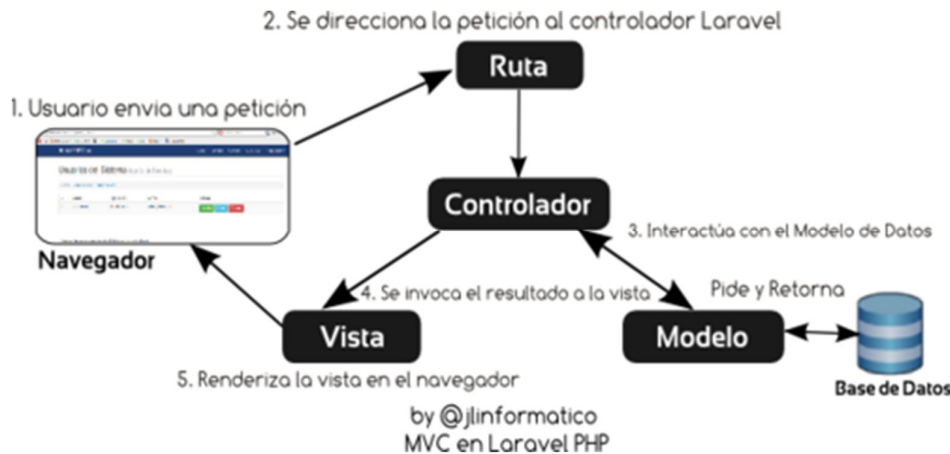 2. Se direcciona la petición al controlador Laravel
Ruta
1. Usuario envia una petición
Navegador
Controlador
3. Interactúa con el Modelo de Datos
4. Se invoca el resultado a la vista
Pide y Retorna
Vista
Modelo
Base de Datos
5. Renderiza la vista en el navegador
by @jlinformatico
MVC en Laravel PHP